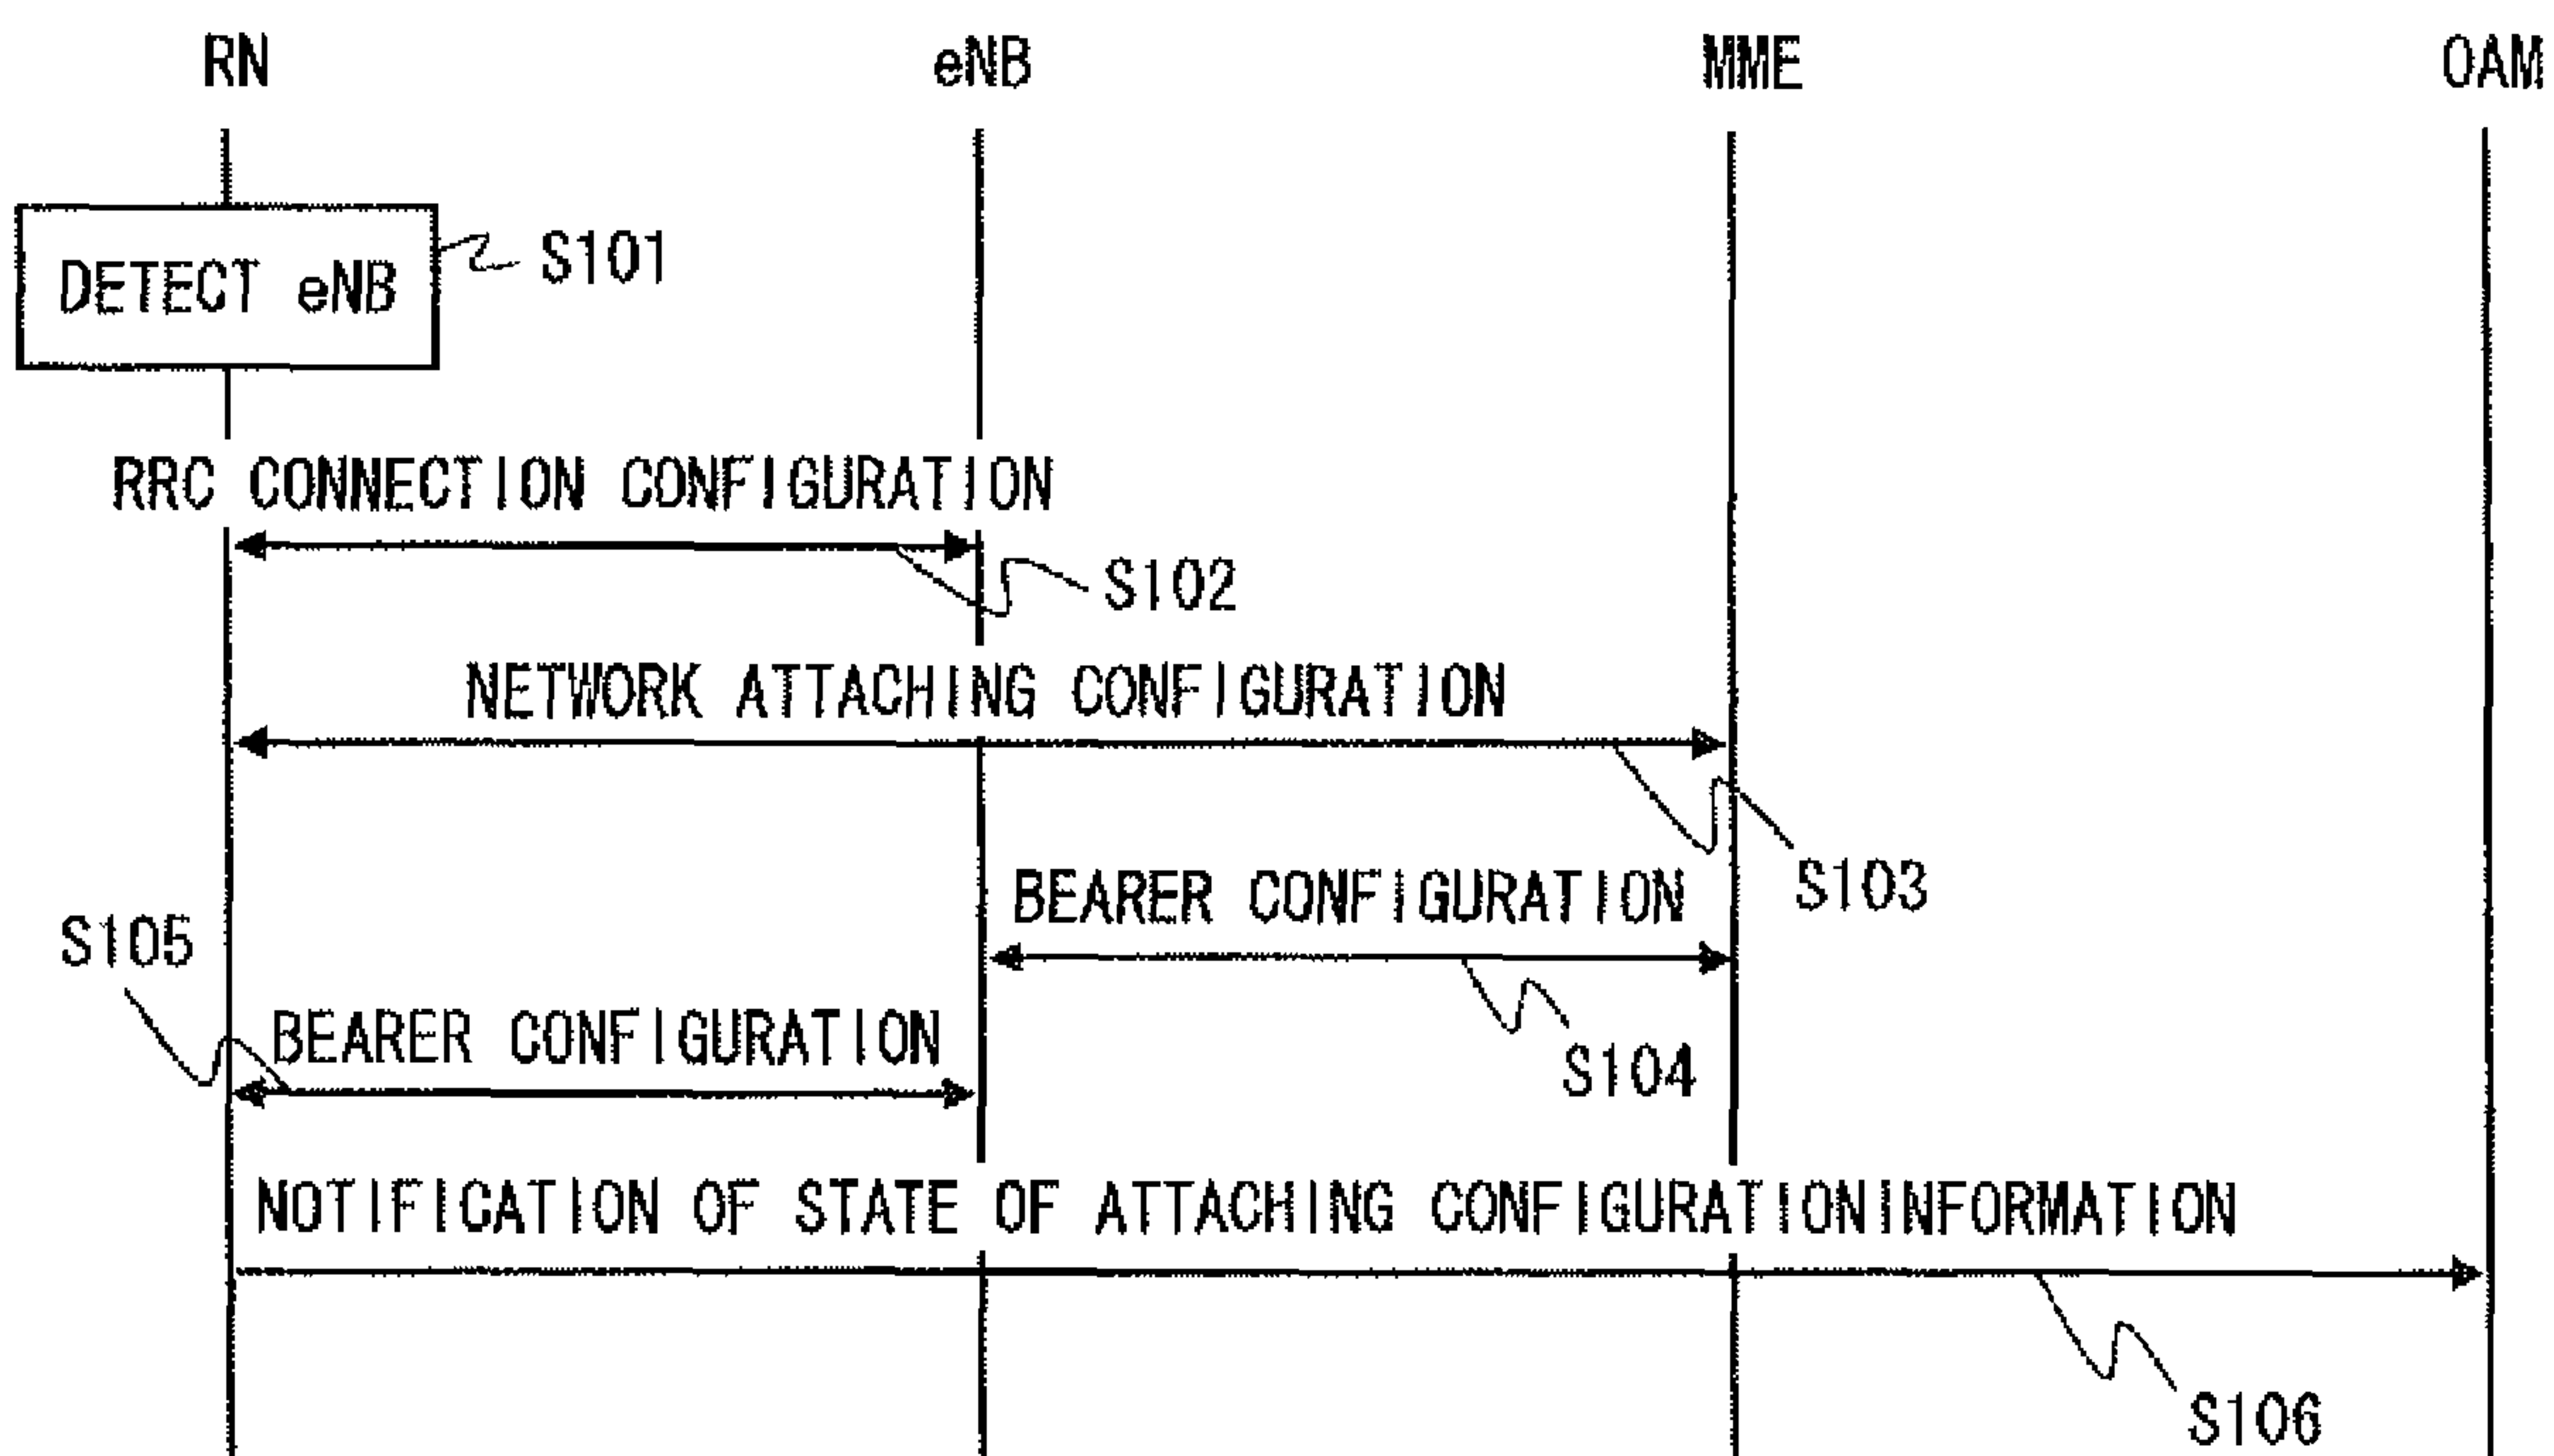 RN eNB MME OAM
S101
DETECT eNB
RRC CONNECTION CONFIGURATION
S102
NETWORK ATTACHING CONFIGURATION
S103
BEARER CONFIGURATION
S105
BEARER CONFIGURATION
S104
NOTIFICATION OF STATE OF ATTACHING CONFIGURATIONINFORMATION
S106